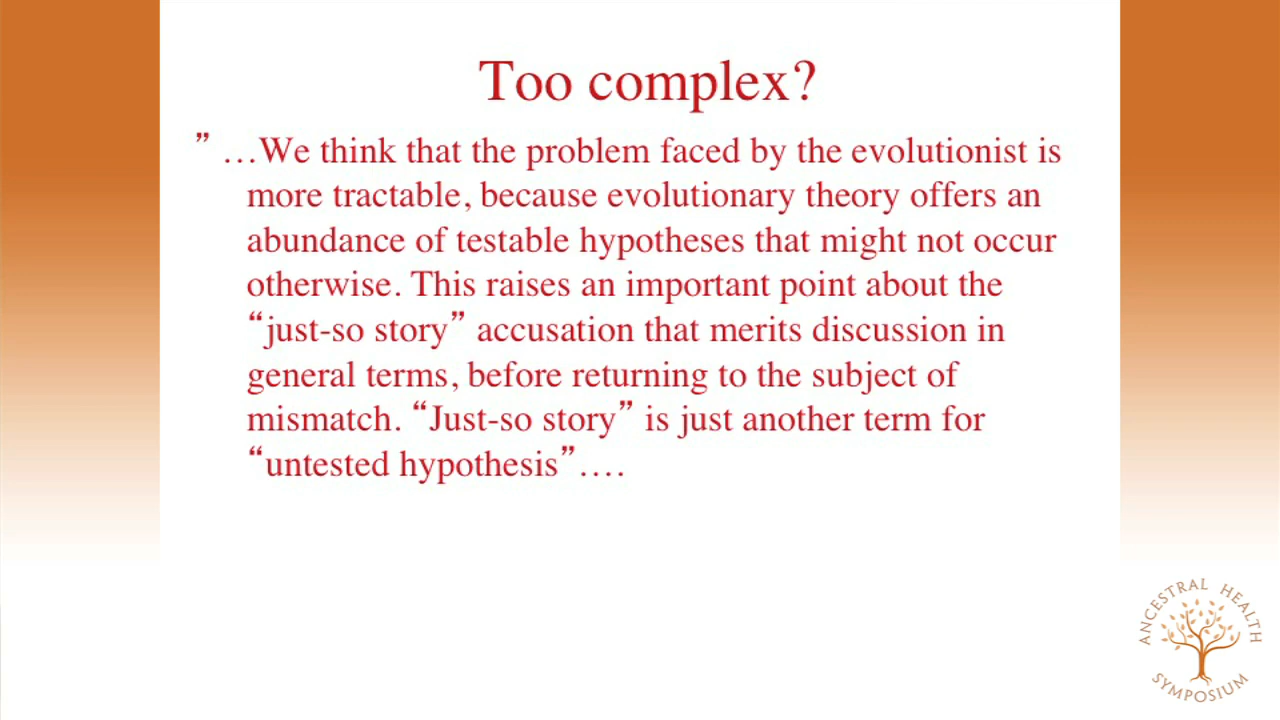 Too complex?
” …We think that the problem faced by the evolutionist is
more tractable, because evolutionary theory offers an
abundance of testable hypotheses that might not occur
otherwise. This raises an important point about the
“just-so story” accusation that merits discussion in
general terms, before returning to the subject of
mismatch. “Just-so story” is just another term for
“untested hypothesis”….
ANCESTRAL HEALTH
SYMPOSIUM